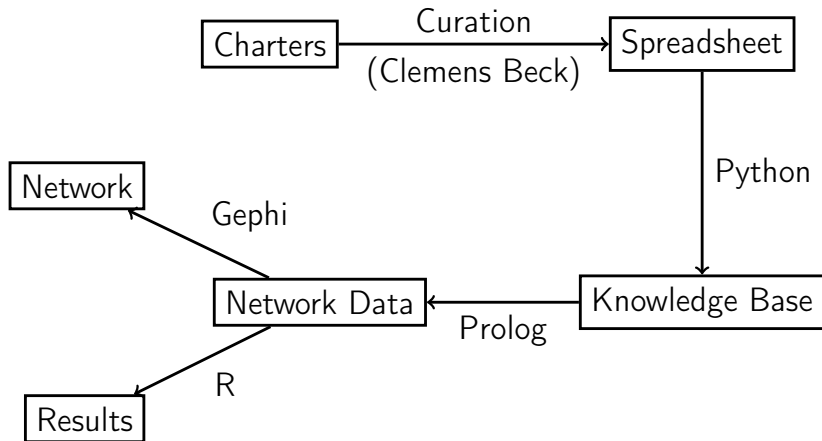 Charters
Curation
(Clemens Beck)
Spreadsheet
Python
Network
Gephi
Network Data
Prolog
Knowledge Base
R
Results